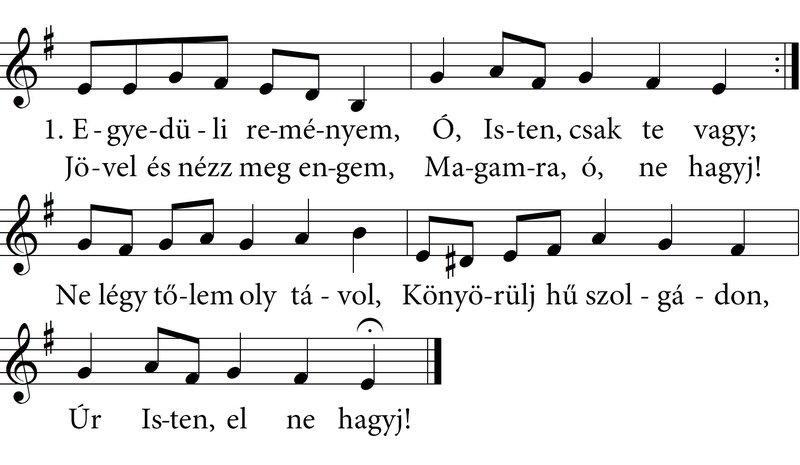 1. E - gye - dü - li re - mé - nyem, Ó, Is - ten, csak te vagy;
Jö - vel és nézz meg en - gem, Ma - gam - ra, ó, ne hagyj!
Ne légy tő - lem oly tá - vol, Könyö - rülj hű szol - gá - don,
Úr Is - ten, el ne hagyj!